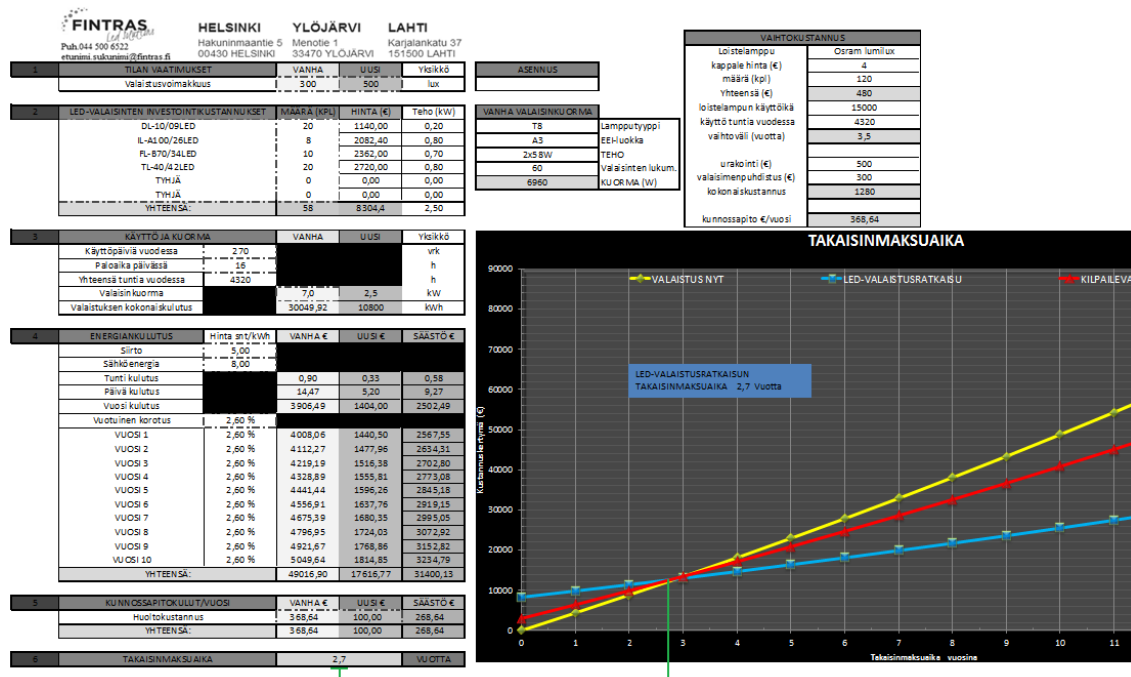 FINTRAS
Led lighting
Puh.044 500 6522
etunimi.sukunimi@fintras.fi
HELSINKI YLÖJÄRVI LAHTI
Hakuninmaantie 5 Menotie 1 Karjalankatu 37
00430 HELSINKI 33470 YLÖJÄRVI 151500 LAHTI
1 TILAN VAATIMUKSET VANHA UUSI Yksikkö
Valaistusvoimakkuus 300 500 lux
2 LED-VALAISINTEN INVESTOINTIKUSTANNUKSET MÄÄRÄ (KPL) HINTA (€) Teho (kW)
DL-10/09LED 20 1140,00 0,20
IL-A100/26LED 8 2082,40 0,80
FL-B70/34LED 10 2362,00 0,70
TL-40/42LED 20 2720,00 0,80
TYHJÄ 0 0,00 0,00
TYHJÄ 0 0,00 0,00
YHTEENSÄ: 58 8304,4 2,50
3 KÄYTTÖ JA KUORMA VANHA UUSI Yksikkö
Käyttöpäiviä vuodessa 270 vrk
Paloaika päivässä 16 h
Yhteensä tuntia vuodessa 4320 h
Valaisinkuorma 7,0 2,5 kW
Valaistuksen kokonaiskulutus 30049,92 10800 kWh
4 ENERGIANKULUTUS Hinta snt/kWh VANHA € UUSI € SÄÄSTÖ €
Siirto 5,00
Sähköenergia 8,00
Tunti kulutus 0,90 0,33 0,58
Päivä kulutus 14,47 5,20 9,27
Vuosi kulutus 3906,49 1404,00 2502,49
Vuotuinen korotus 2,60 %
VUOSI 1 2,60 % 4008,06 1440,50 2567,55
VUOSI 2 2,60 % 4112,27 1477,96 2634,31
VUOSI 3 2,60 % 4219,19 1516,38 2702,80
VUOSI 4 2,60 % 4328,89 1555,81 2773,08
VUOSI 5 2,60 % 4441,44 1596,26 2845,18
VUOSI 6 2,60 % 4556,91 1637,76 2919,15
VUOSI 7 2,60 % 4675,39 1680,35 2995,05
VUOSI 8 2,60 % 4796,95 1724,03 3072,92
VUOSI 9 2,60 % 4921,67 1768,86 3152,82
VUOSI 10 2,60 % 5049,64 1814,85 3234,79
YHTEENSÄ: 49016,90 17616,77 31400,13
5 KUNNOSSAPITOKULUT/VUOSI VANHA € UUSI € SÄÄSTÖ €
Huoltokustannus 368,64 100,00 268,64
YHTEENSÄ: 368,64 100,00 268,64
6 TAKAISINMAKSUAIKA 2,7 VUOTTA
ASENNUS
VANHA VALAISINKUORMA
T8 Lampputyyppi
A3 EEI-luokka
2x58W TEHO
60 Valaisinten lukum.
6960 KUORMA (W)
VAIHTOKUSTANNUS
Loistelamppu Osram lumilux
kappale hinta (€) 4
määrä (kpl) 120
Yhteensä (€) 480
loistelampun käyttöikä 15000
käyttö tuntia vuodessa 4320
vaihtoväli (vuotta) 3,5
urakointi (€) 500
valaisimenpuhdistus (€) 300
kokonaiskustannus 1280
kunnossapito €/vuosi 368,64
TAKAISINMAKSUAIKA
VALAISTUS NYT LED-VALAISTUSRATKAISU KILPAILEVA
LED-VALAISTUSRATKAISUN
TAKAISINMAKSUAIKA 2,7 Vuotta
Kustannuskertymä (€)
90000
80000
70000
60000
50000
40000
30000
20000
10000
0
0 1 2 3 4 5 6 7 8 9 10 11
Takaisinmaksuaika vuosina